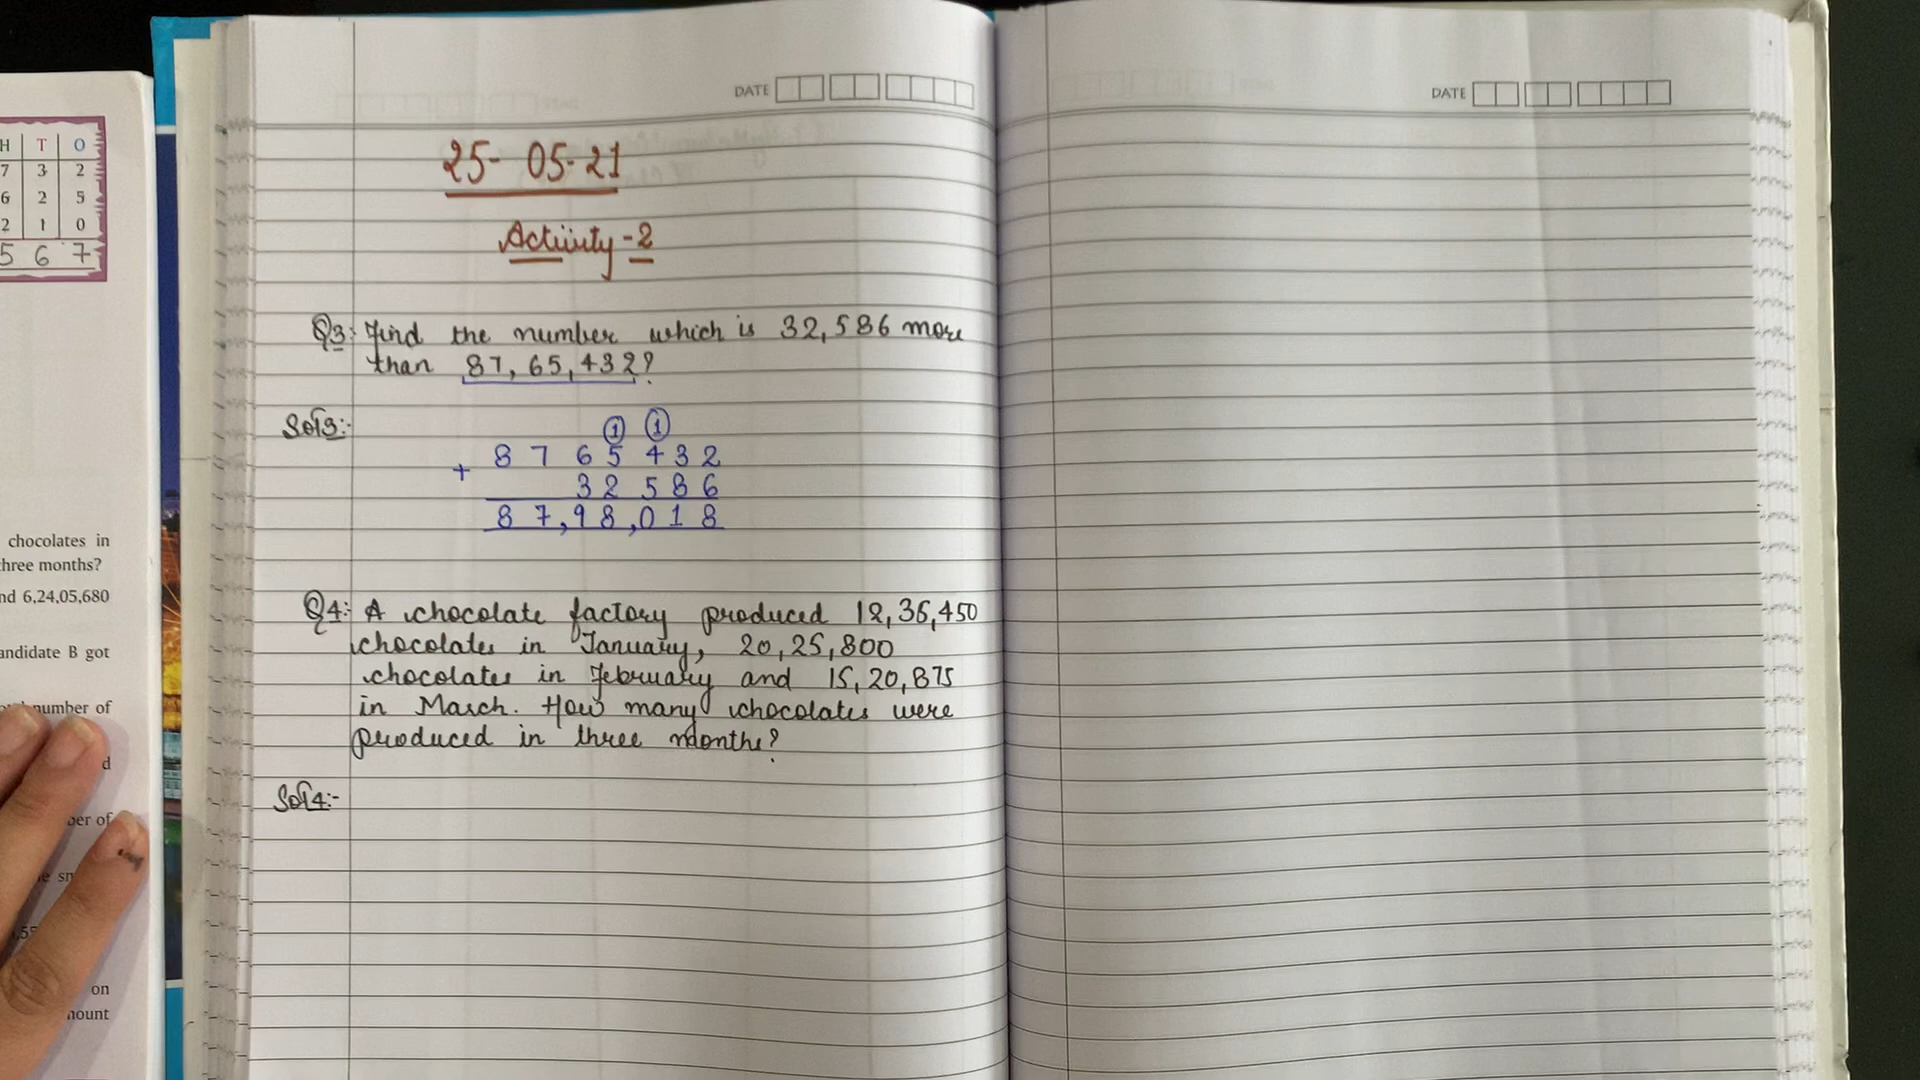 H T O
7 3 2
6 2 5
2 1 0
5 6 7
chocolates in
three months?
nd 6,24,05,680
andidate B got
number of
d
ber of
on
mount
DATE
25-05-21
Activity-2
Q3: Find the number which is 32,586 more
than 87,65,432?
Sol3:-
1 1
8 7 6 5 4 3 2
+ 3 2 5 8 6
8 7,9 8,0 1 8
Q4: A chocolate factory produced 12,36,450
chocolates in January, 20,25,800
chocolates in February and 15,20,875
in March. How many chocolates were
produced in three months?
Sol4:-
DATE